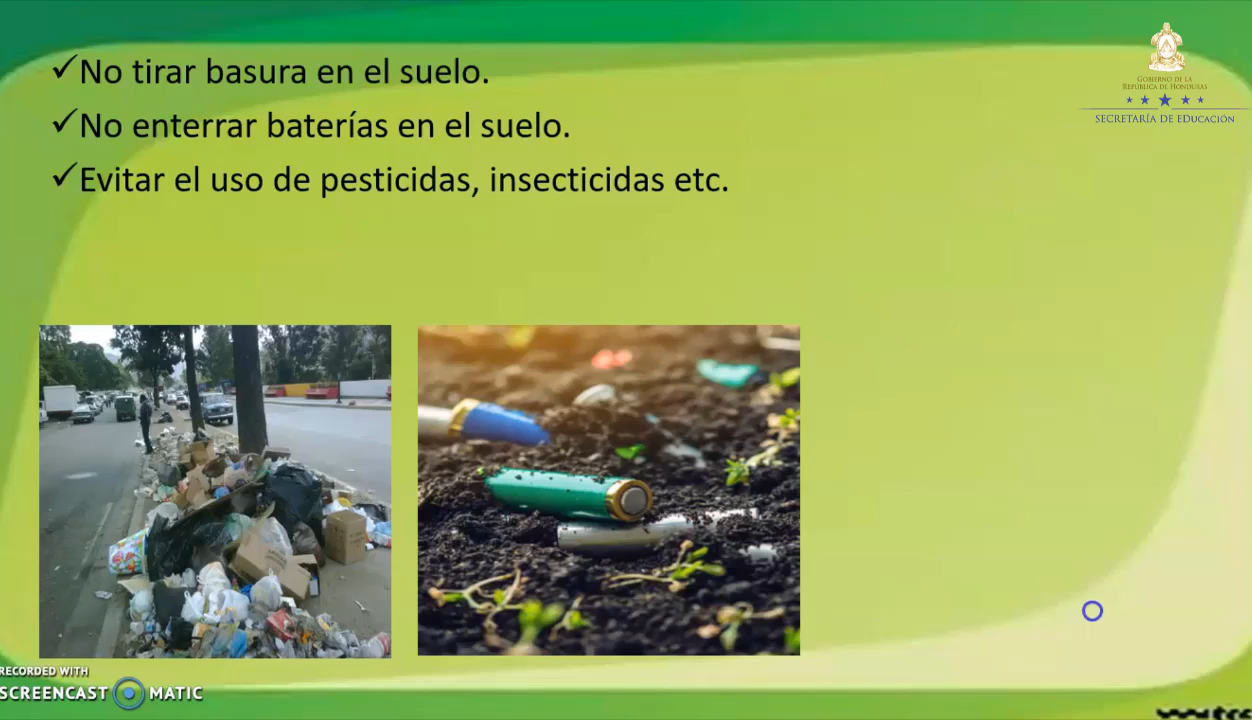 ✓No tirar basura en el suelo.
✓No enterrar baterías en el suelo.
✓Evitar el uso de pesticidas, insecticidas etc.
GOBIERNO DE LA
REPÚBLICA DE HONDURAS
SECRETARÍA DE EDUCACIÓN
RECORDED WITH
SCREENCAST MATIC